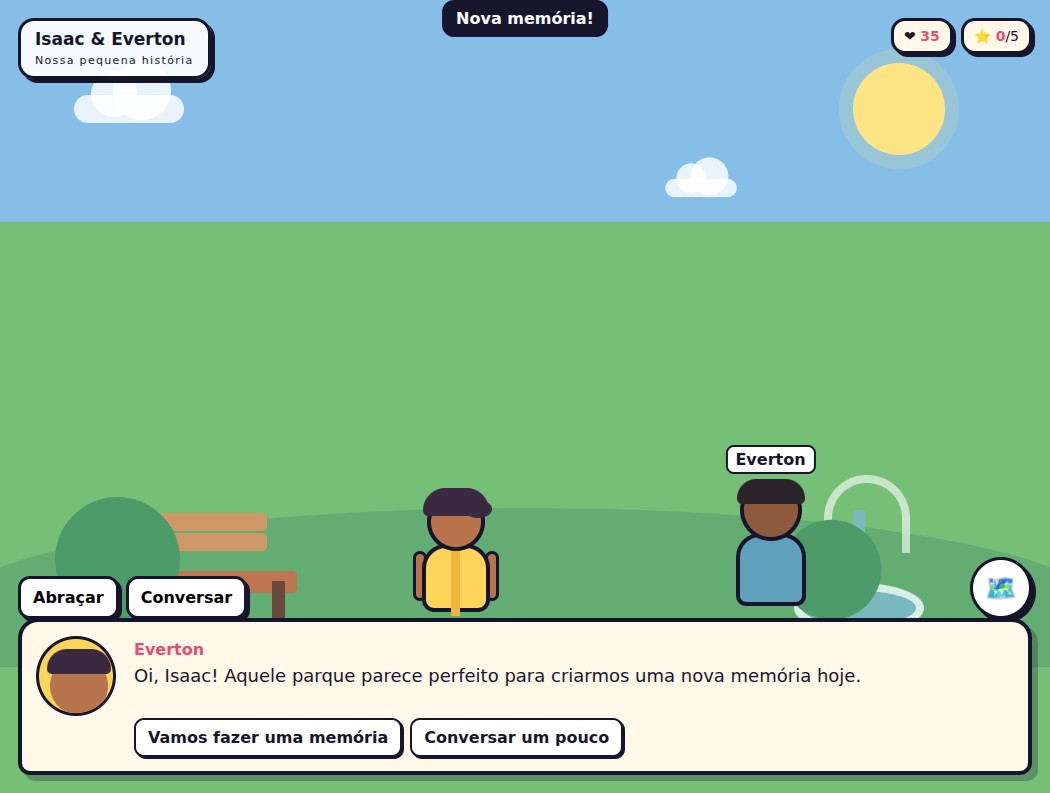 Nova memória!
Isaac & Everton
Nossa pequena história
❤ 35
⭐ 0/5
Everton
Abraçar
Conversar
Everton
Oi, Isaac! Aquele parque parece perfeito para criarmos uma nova memória hoje.
Vamos fazer uma memória
Conversar um pouco